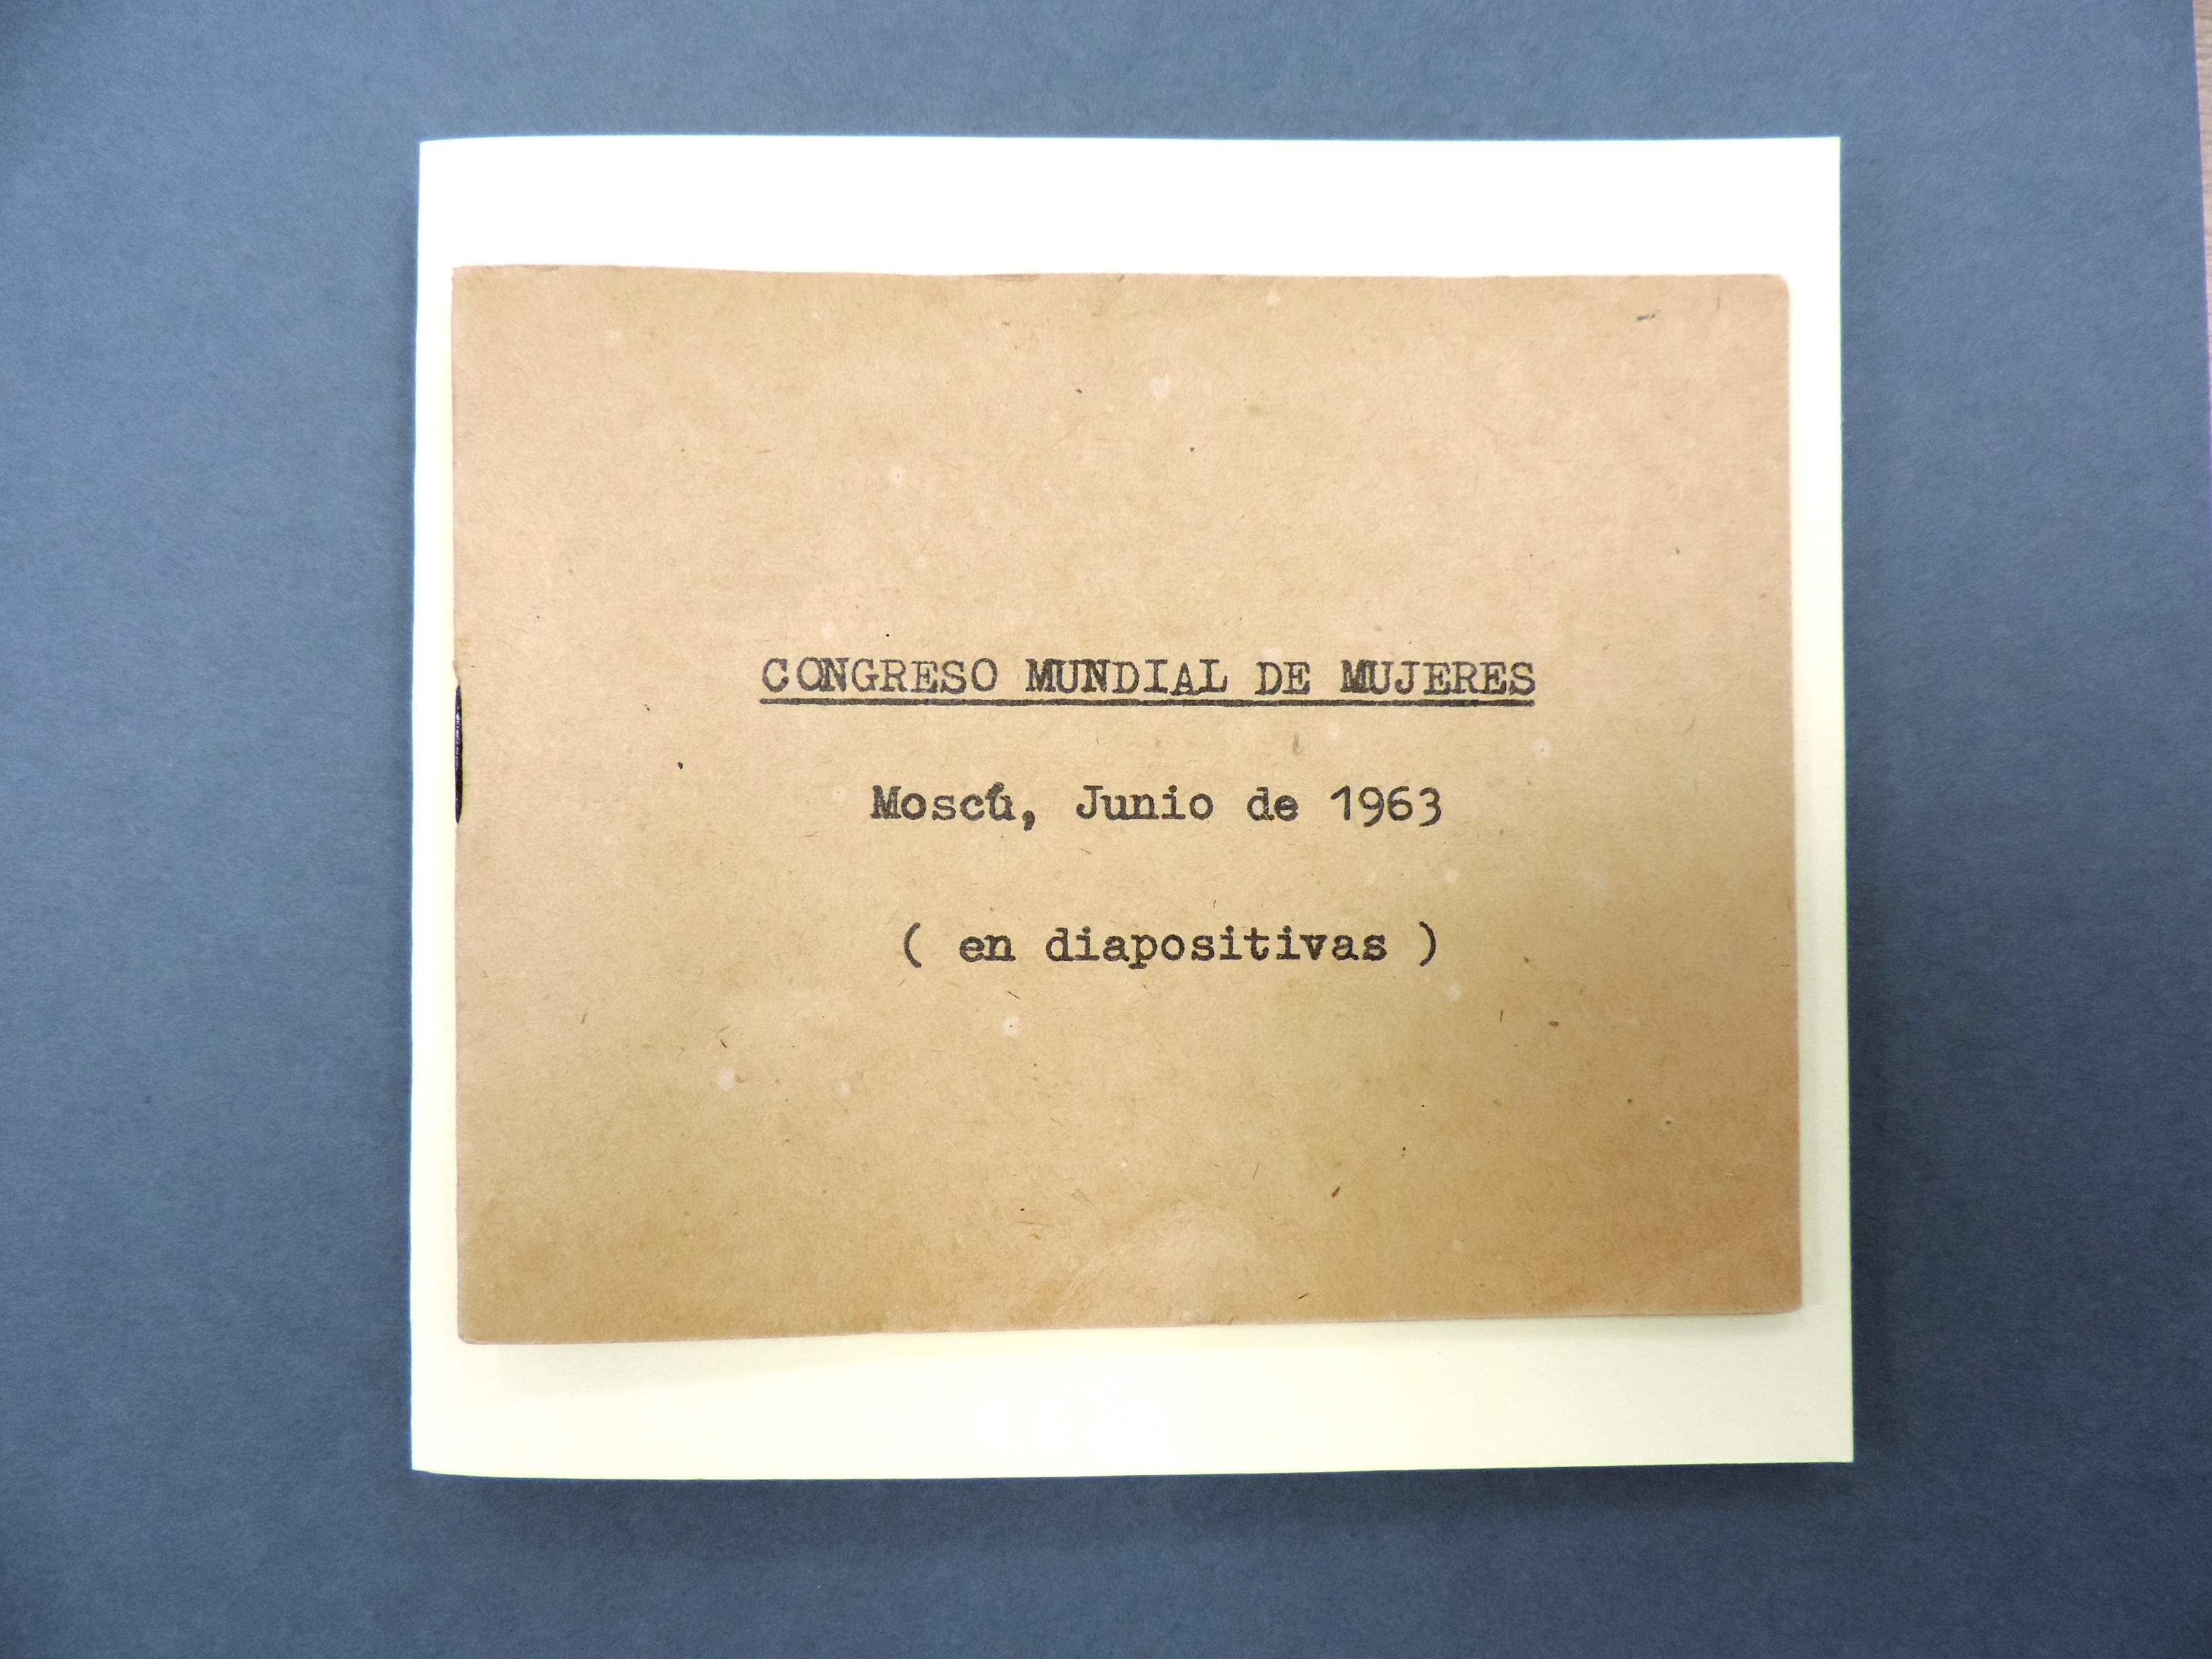 CONGRESO MUNDIAL DE MUJERES
Moscú, Junio de 1963
( en diapositivas )